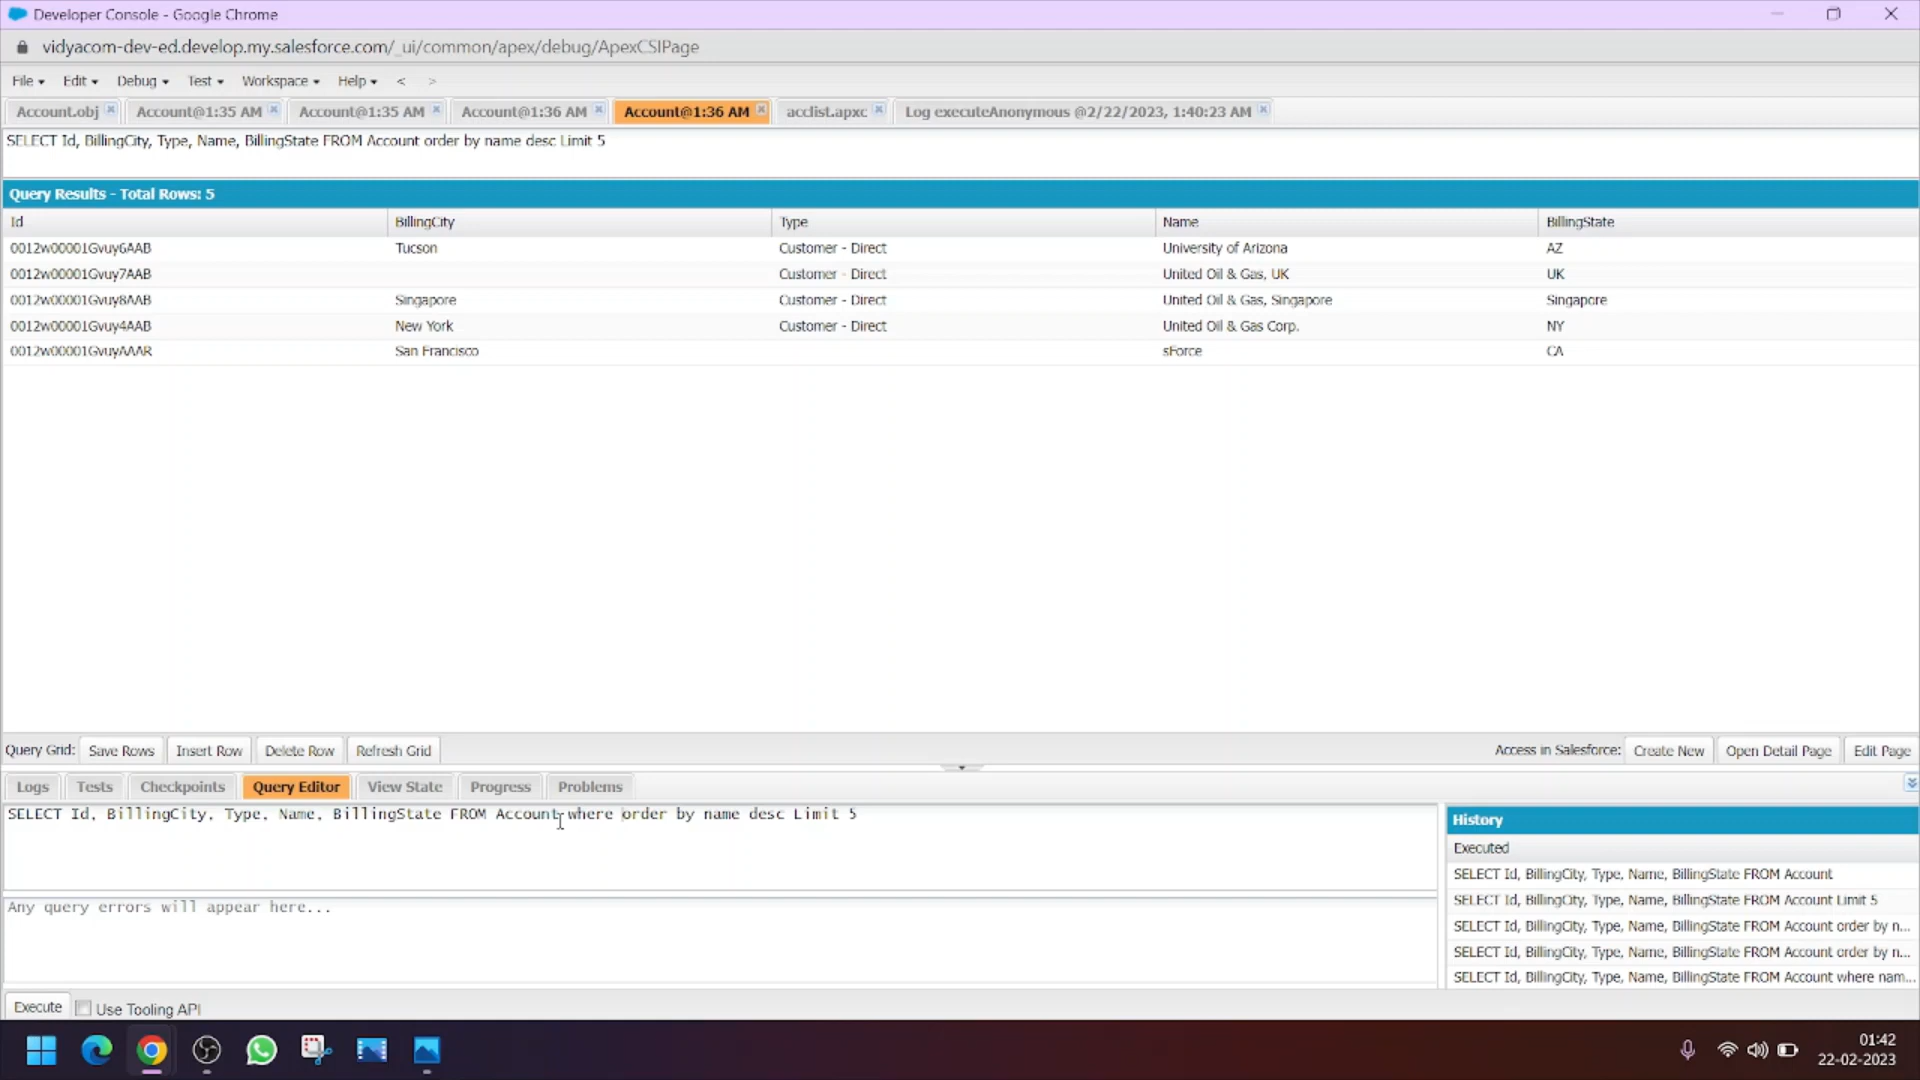 Developer Console - Google Chrome
vidyacom-dev-ed.develop.my.salesforce.com/_ui/common/apex/debug/ApexCSIPage
File Edit Debug Test Workspace Help < >
Account.obj Account@1:35 AM Account@1:35 AM Account@1:36 AM Account@1:36 AM acclist.apxc Log executeAnonymous @2/22/2023, 1:40:23 AM
SELECT Id, BillingCity, Type, Name, BillingState FROM Account order by name desc Limit 5
Query Results - Total Rows: 5
Id BillingCity Type Name BillingState
0012w00001Gvuy6AAB Tucson Customer - Direct University of Arizona AZ
0012w00001Gvuy7AAB Customer - Direct United Oil & Gas, UK UK
0012w00001Gvuy8AAB Singapore Customer - Direct United Oil & Gas, Singapore Singapore
0012w00001Gvuy4AAB New York Customer - Direct United Oil & Gas Corp. NY
0012w00001GvuyAAAR San Francisco sForce CA
Query Grid: Save Rows Insert Row Delete Row Refresh Grid Access in Salesforce: Create New Open Detail Page Edit Page
Logs Tests Checkpoints Query Editor View State Progress Problems
SELECT Id, BillingCity, Type, Name, BillingState FROM Account where order by name desc Limit 5
Any query errors will appear here...
History
Executed
SELECT Id, BillingCity, Type, Name, BillingState FROM Account
SELECT Id, BillingCity, Type, Name, BillingState FROM Account Limit 5
SELECT Id, BillingCity, Type, Name, BillingState FROM Account order by n...
SELECT Id, BillingCity, Type, Name, BillingState FROM Account order by n...
SELECT Id, BillingCity, Type, Name, BillingState FROM Account where nam...
Execute Use Tooling API
01:42
22-02-2023